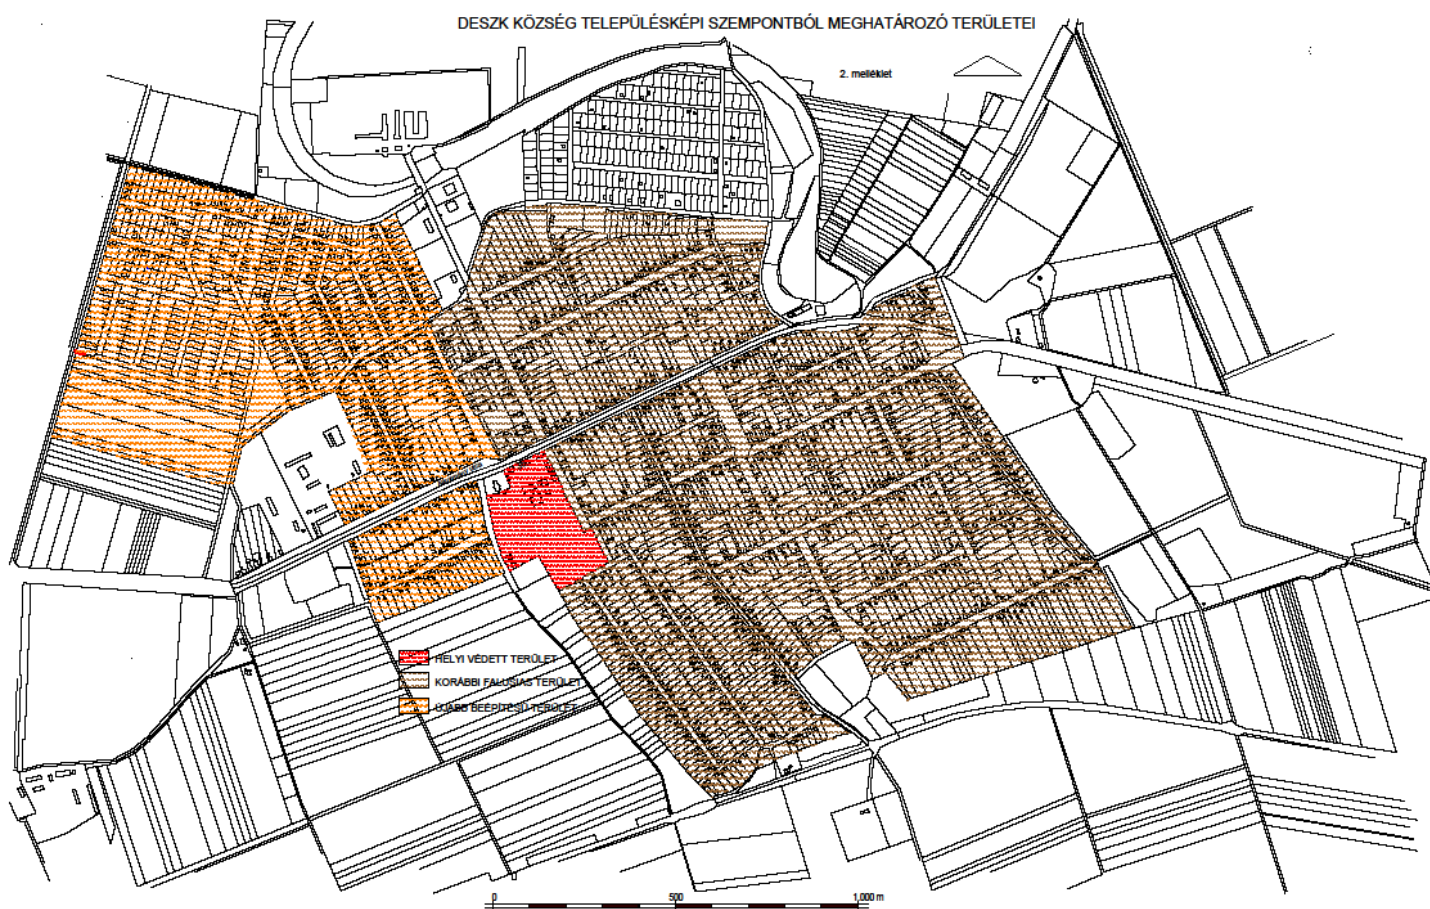 DESZK KÖZSÉG TELEPÜLÉSKÉPI SZEMPONTBÓL MEGHATÁROZÓ TERÜLETEI
2. melléklet
HELYI VÉDETT TERÜLET
KORÁBBI FALUSIAS TERÜLET
ÚJABB BEÉPÍTÉSŰ TERÜLET
0 500 1,000 m